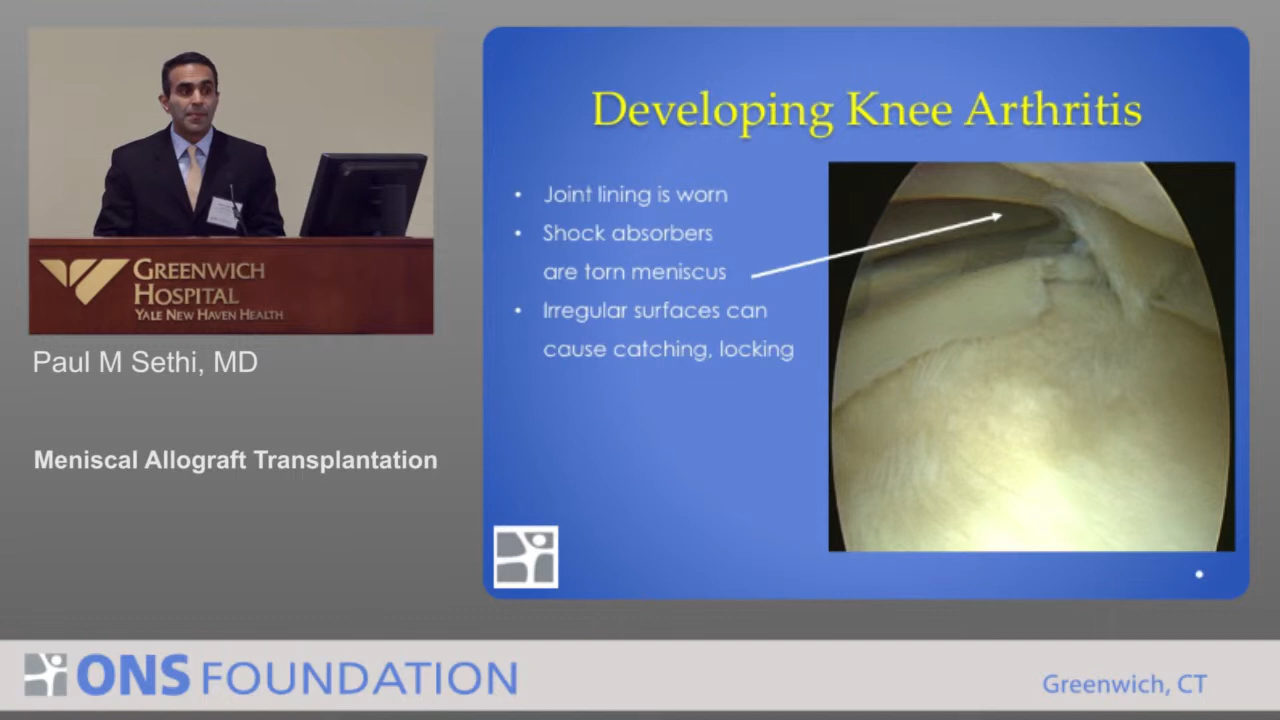 GREENWICH
HOSPITAL
YALE NEW HAVEN HEALTH
Paul M Sethi, MD
Meniscal Allograft Transplantation
Developing Knee Arthritis
• Joint lining is worn
• Shock absorbers
are torn meniscus
• Irregular surfaces can
cause catching, locking
ONS FOUNDATION
Greenwich, CT